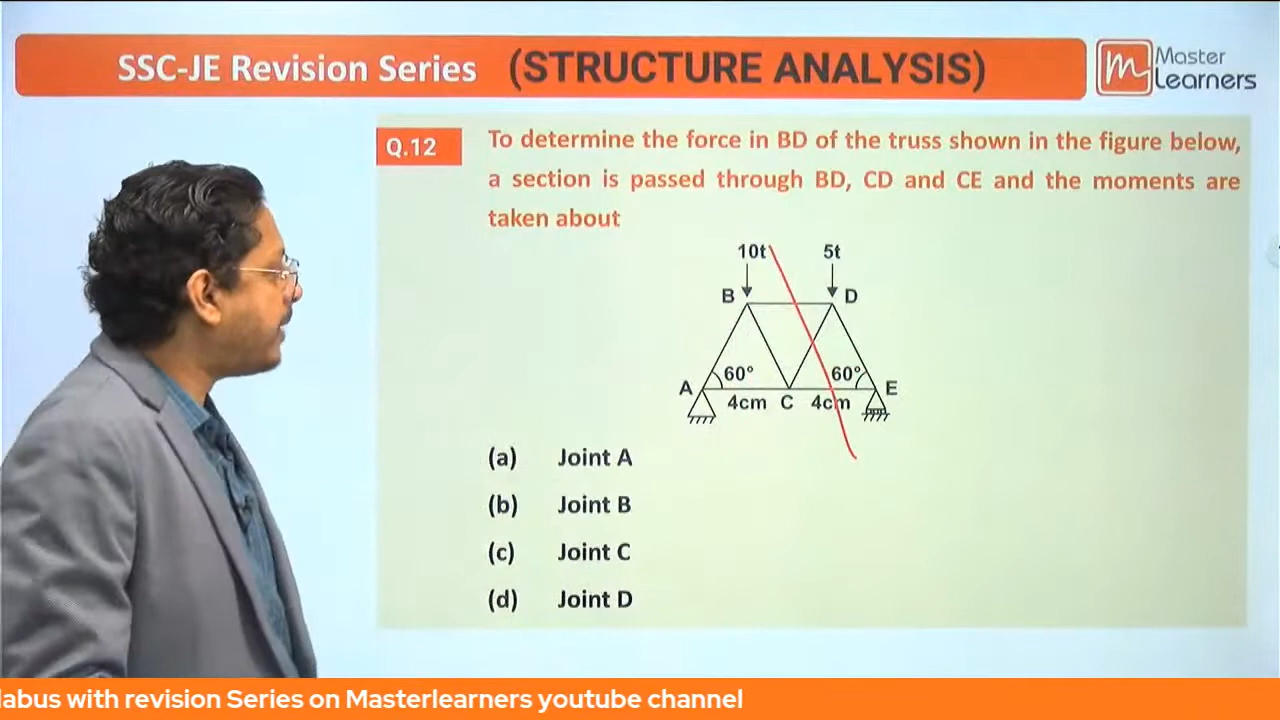 SSC-JE Revision Series (STRUCTURE ANALYSIS)
Master
Learners
Q.12
To determine the force in BD of the truss shown in the figure below,
a section is passed through BD, CD and CE and the moments are
taken about
10t 5t
B D
60° 60°
A E
4cm C 4cm
(a) Joint A
(b) Joint B
(c) Joint C
(d) Joint D
labus with revision Series on Masterlearners youtube channel